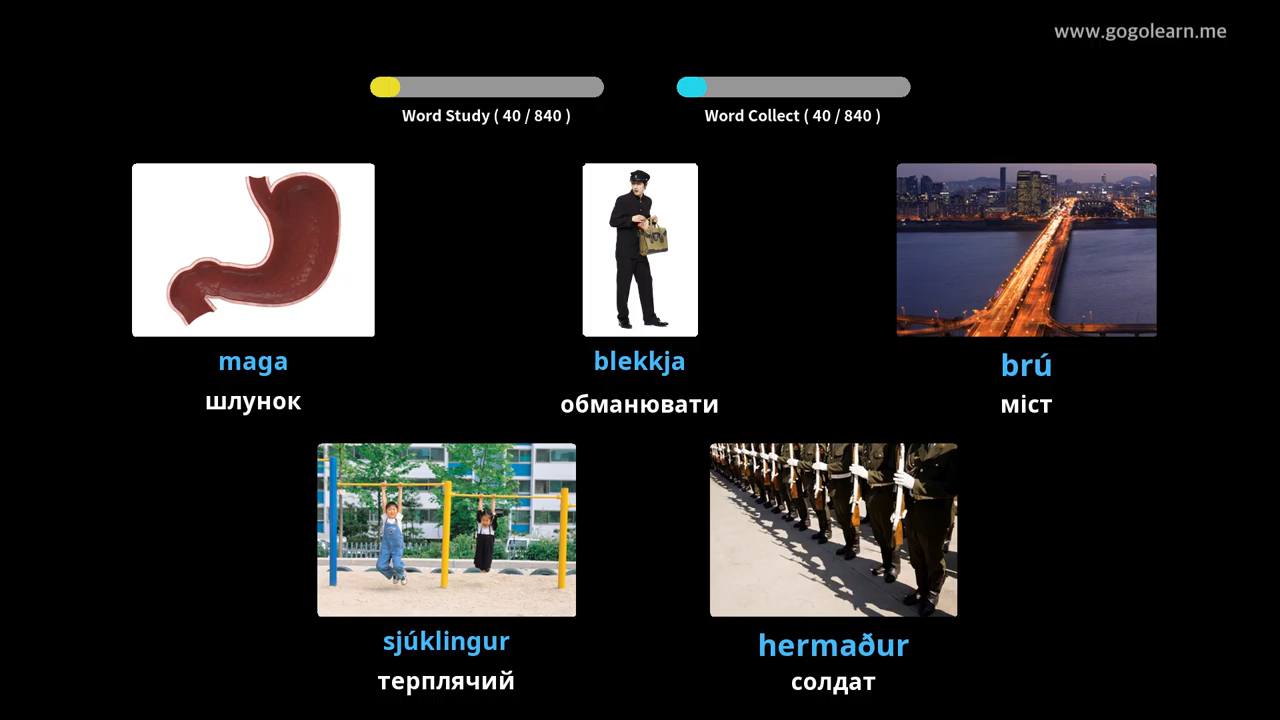 www.gogolearn.me
Word Study ( 40 / 840 )
Word Collect ( 40 / 840 )
maga
шлунок
blekkja
обманювати
brú
міст
sjúklingur
терплячий
hermaður
солдат